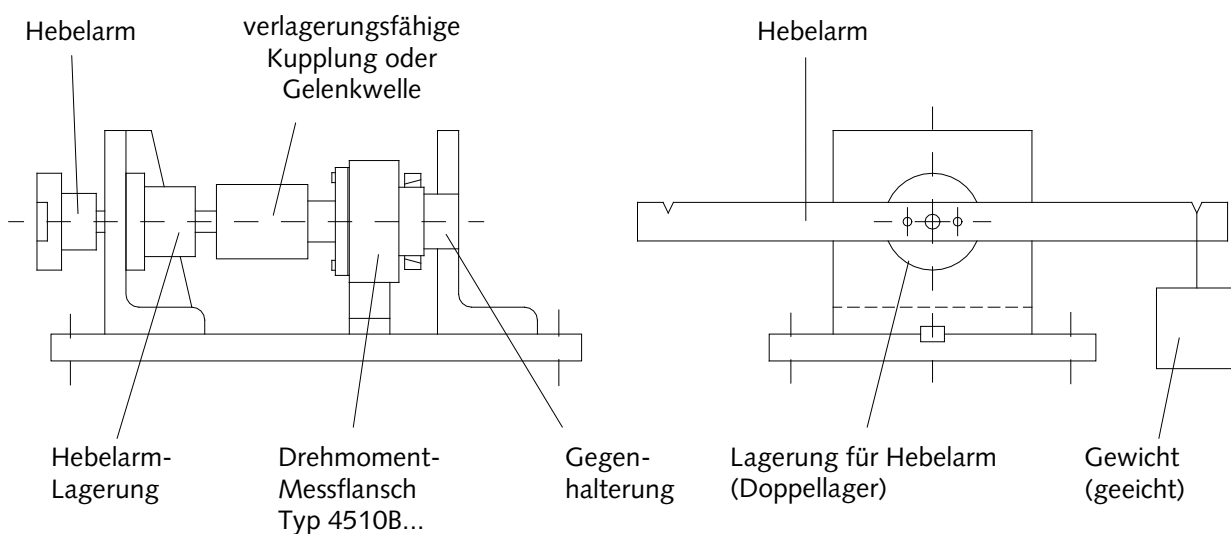 Hebelarm
verlagerungsfähige
Kupplung oder
Gelenkwelle
Hebelarm
Hebelarm-
Lagerung
Drehmoment-
Messflansch
Typ 4510B...
Gegen-
halterung
Lagerung für Hebelarm
(Doppellager)
Gewicht
(geeicht)